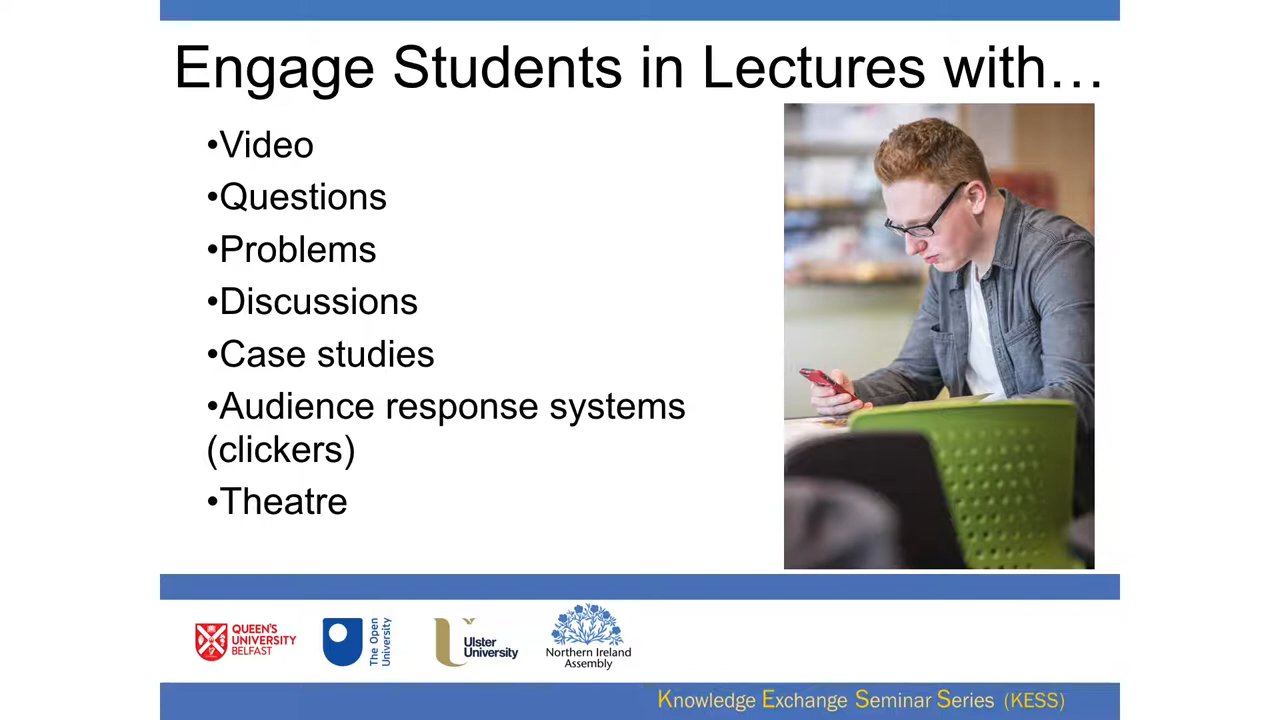 Engage Students in Lectures with…
•Video
•Questions
•Problems
•Discussions
•Case studies
•Audience response systems
(clickers)
•Theatre
QUEEN'S
UNIVERSITY
BELFAST
The Open
University
Ulster
University
Northern Ireland
Assembly
Knowledge Exchange Seminar Series (KESS)